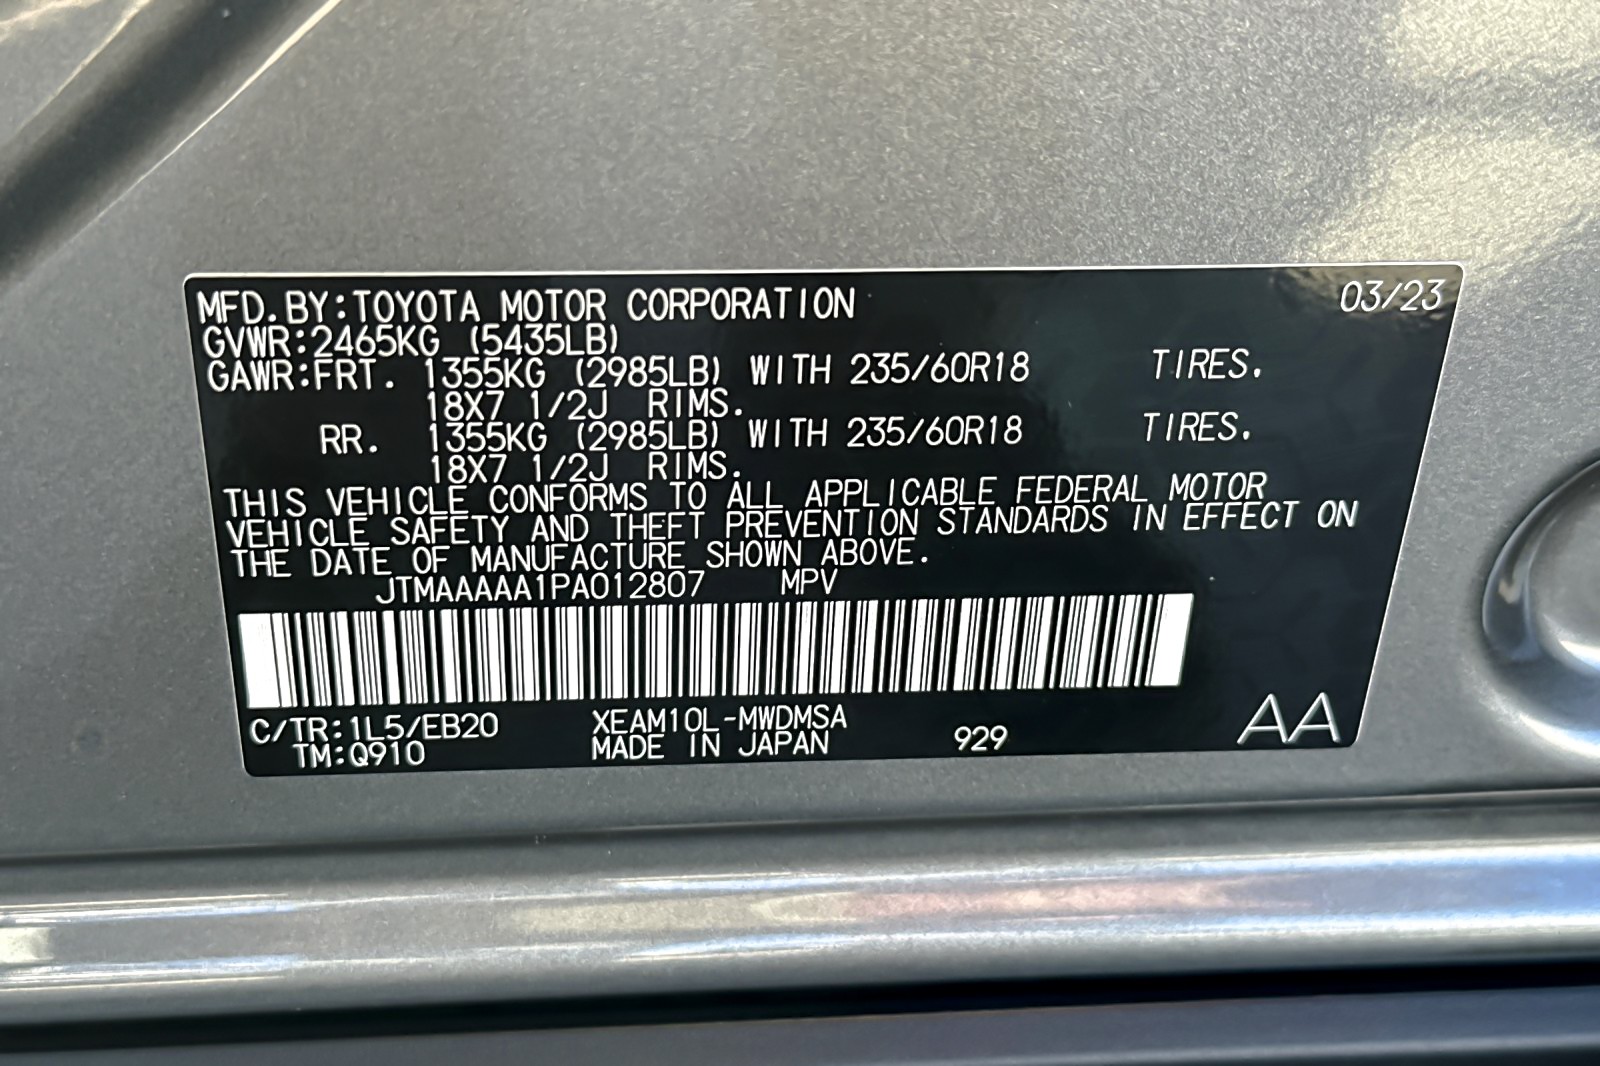 MFD.BY:TOYOTA MOTOR CORPORATION 03/23
GVWR:2465KG (5435LB)
GAWR:FRT. 1355KG (2985LB) WITH 235/60R18 TIRES.
18X7 1/2J RIMS.
RR. 1355KG (2985LB) WITH 235/60R18 TIRES.
18X7 1/2J RIMS.
THIS VEHICLE CONFORMS TO ALL APPLICABLE FEDERAL MOTOR
VEHICLE SAFETY AND THEFT PREVENTION STANDARDS IN EFFECT ON
THE DATE OF MANUFACTURE SHOWN ABOVE.
JTMAAAAA1PA012807 MPV
C/TR:1L5/EB20 XEAM10L-MWDMSA
TM:Q910 MADE IN JAPAN 929 AA